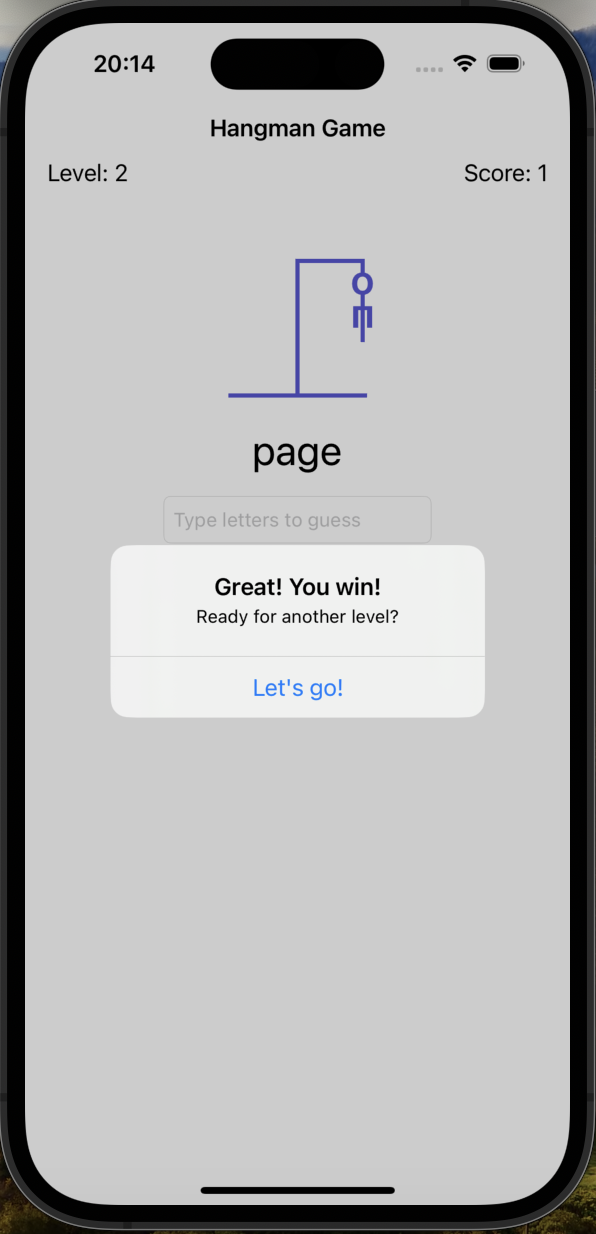 20:14
Hangman Game
Level: 2
Score: 1
page
Type letters to guess
Great! You win!
Ready for another level?
Let's go!